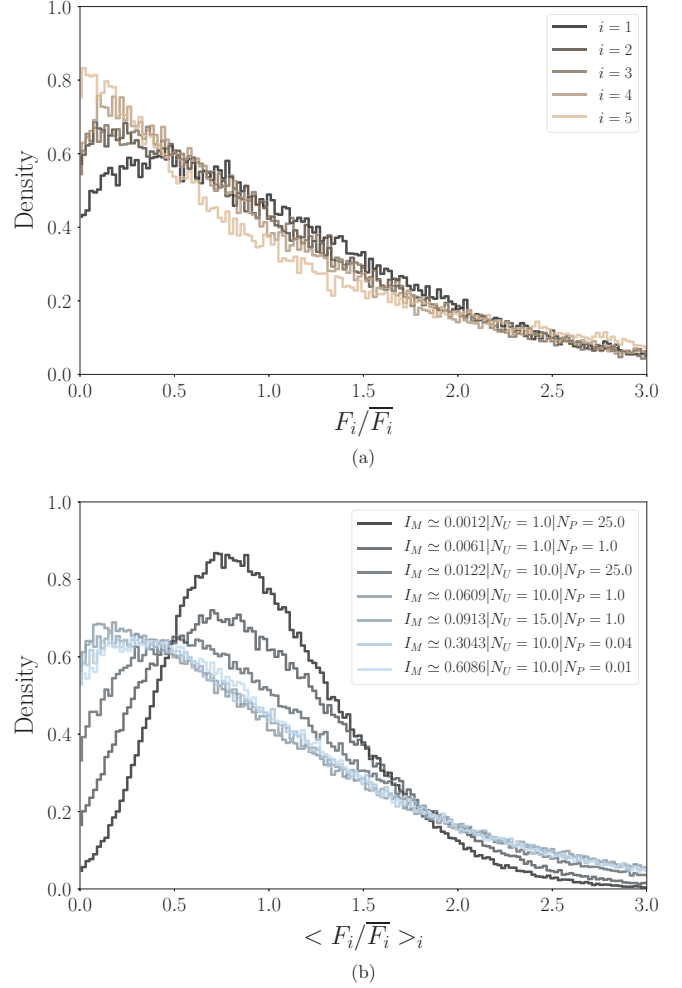 1.0
0.8
0.6
0.4
0.2
0.0
Density
i = 1
i = 2
i = 3
i = 4
i = 5
0.0 0.5 1.0 1.5 2.0 2.5 3.0
F_i/\overline{F_i}
(a)
1.0
0.8
0.6
0.4
0.2
0.0
Density
I_M ≃ 0.0012|N_U = 1.0|N_P = 25.0
I_M ≃ 0.0061|N_U = 1.0|N_P = 1.0
I_M ≃ 0.0122|N_U = 10.0|N_P = 25.0
I_M ≃ 0.0609|N_U = 10.0|N_P = 1.0
I_M ≃ 0.0913|N_U = 15.0|N_P = 1.0
I_M ≃ 0.3043|N_U = 10.0|N_P = 0.04
I_M ≃ 0.6086|N_U = 10.0|N_P = 0.01
0.0 0.5 1.0 1.5 2.0 2.5 3.0
< F_i/\overline{F_i} >_i
(b)